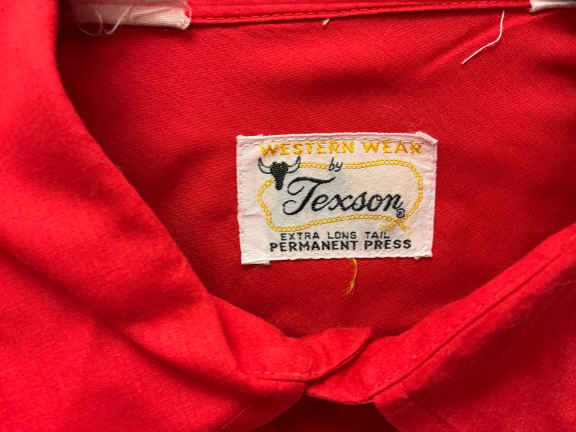 WESTERN WEAR
by
Texson
EXTRA LONG TAIL
PERMANENT PRESS